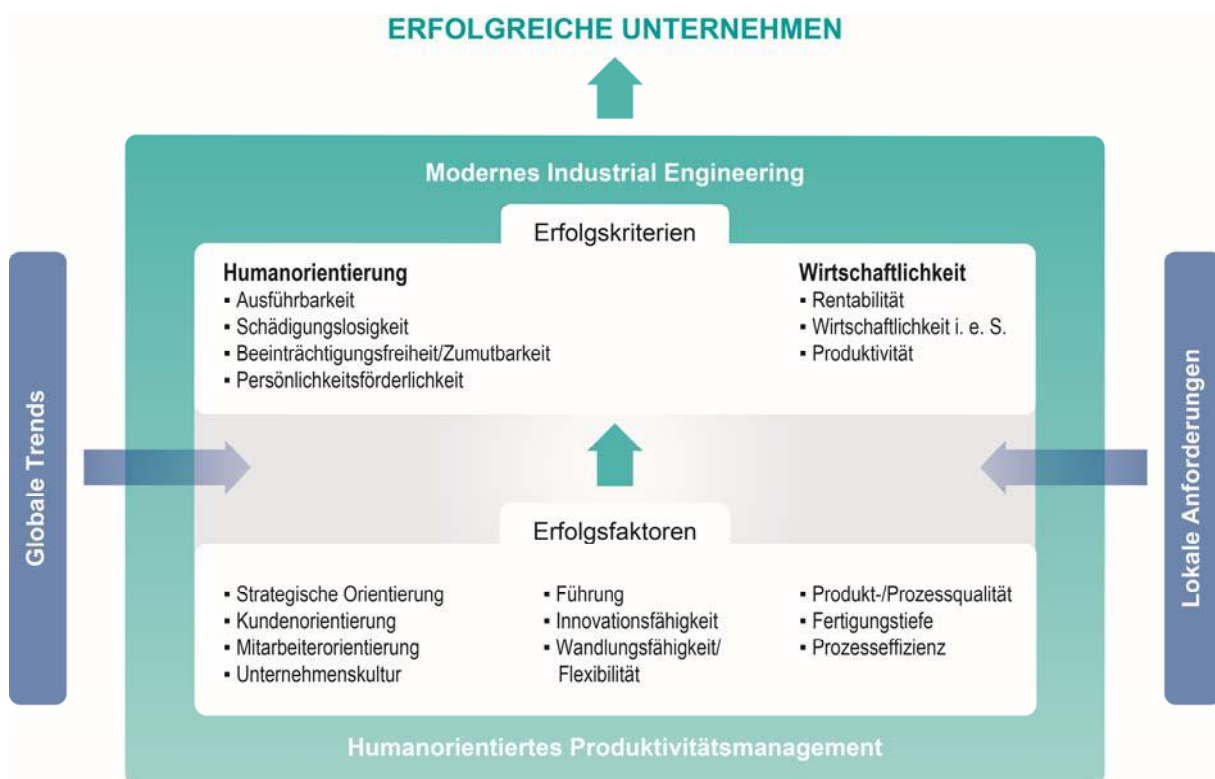 ERFOLGREICHE UNTERNEHMEN
Modernes Industrial Engineering
Erfolgskriterien
Humanorientierung
▪ Ausführbarkeit
▪ Schädigungslosigkeit
▪ Beeinträchtigungsfreiheit/Zumutbarkeit
▪ Persönlichkeitsförderlichkeit
Wirtschaftlichkeit
▪ Rentabilität
▪ Wirtschaftlichkeit i. e. S.
▪ Produktivität
Globale Trends
Lokale Anforderungen
Erfolgsfaktoren
▪ Strategische Orientierung
▪ Kundenorientierung
▪ Mitarbeiterorientierung
▪ Unternehmenskultur
▪ Führung
▪ Innovationsfähigkeit
▪ Wandlungsfähigkeit/
Flexibilität
▪ Produkt-/Prozessqualität
▪ Fertigungstiefe
▪ Prozesseffizienz
Humanorientiertes Produktivitätsmanagement